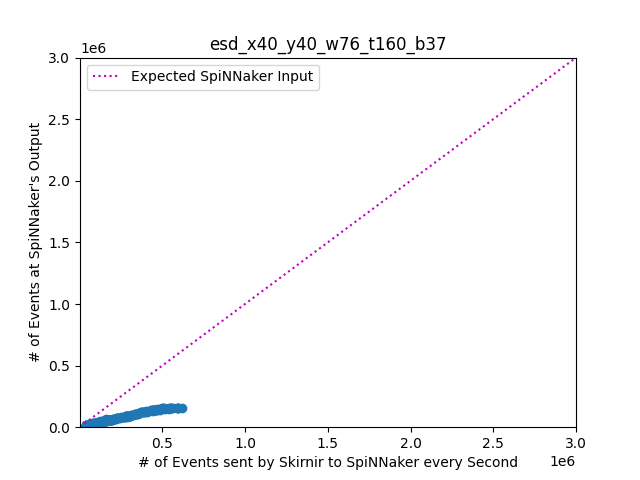 esd_x40_y40_w76_t160_b37
1e6
Expected SpiNNaker Input
3.0
2.5
2.0
1.5
1.0
0.5
0.0
# of Events at SpiNNaker's Output
0.5
1.0
1.5
2.0
2.5
3.0
# of Events sent by Skirnir to SpiNNaker every Second
1e6